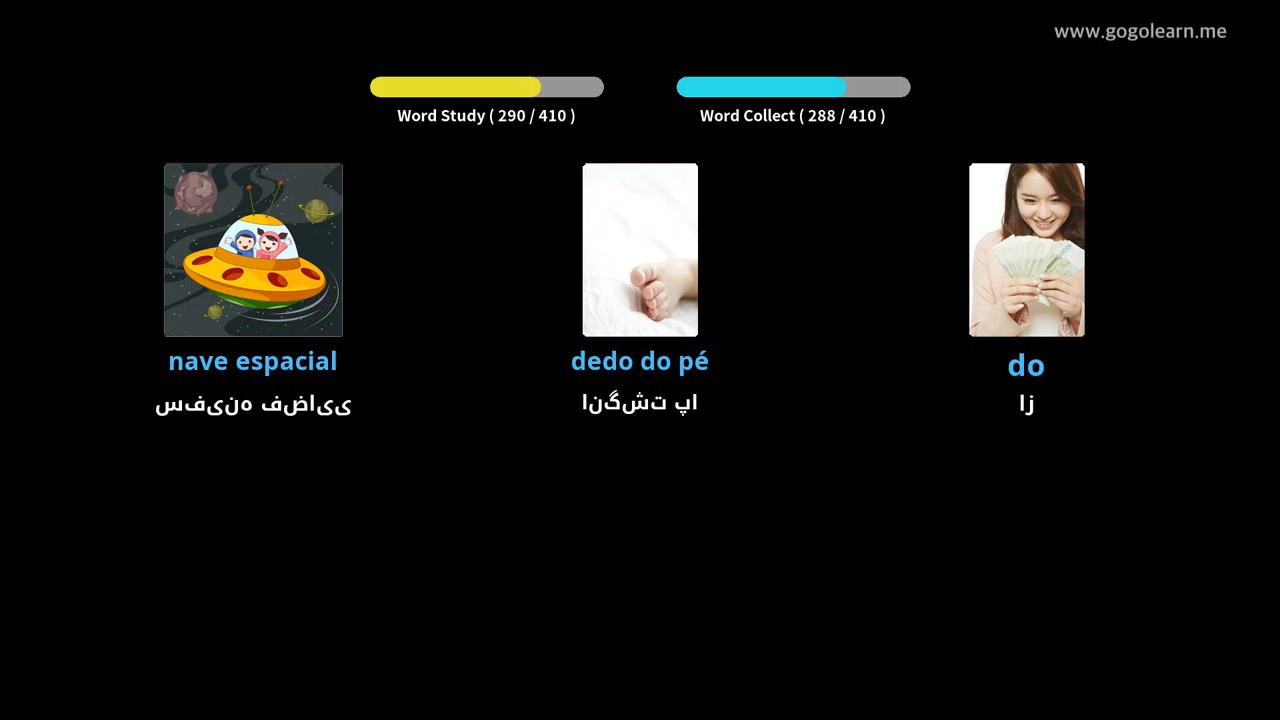 www.gogolearn.me
Word Study ( 290 / 410 )
Word Collect ( 288 / 410 )
nave espacial
سفینه فضایی
dedo do pé
انگشت پا
do
از